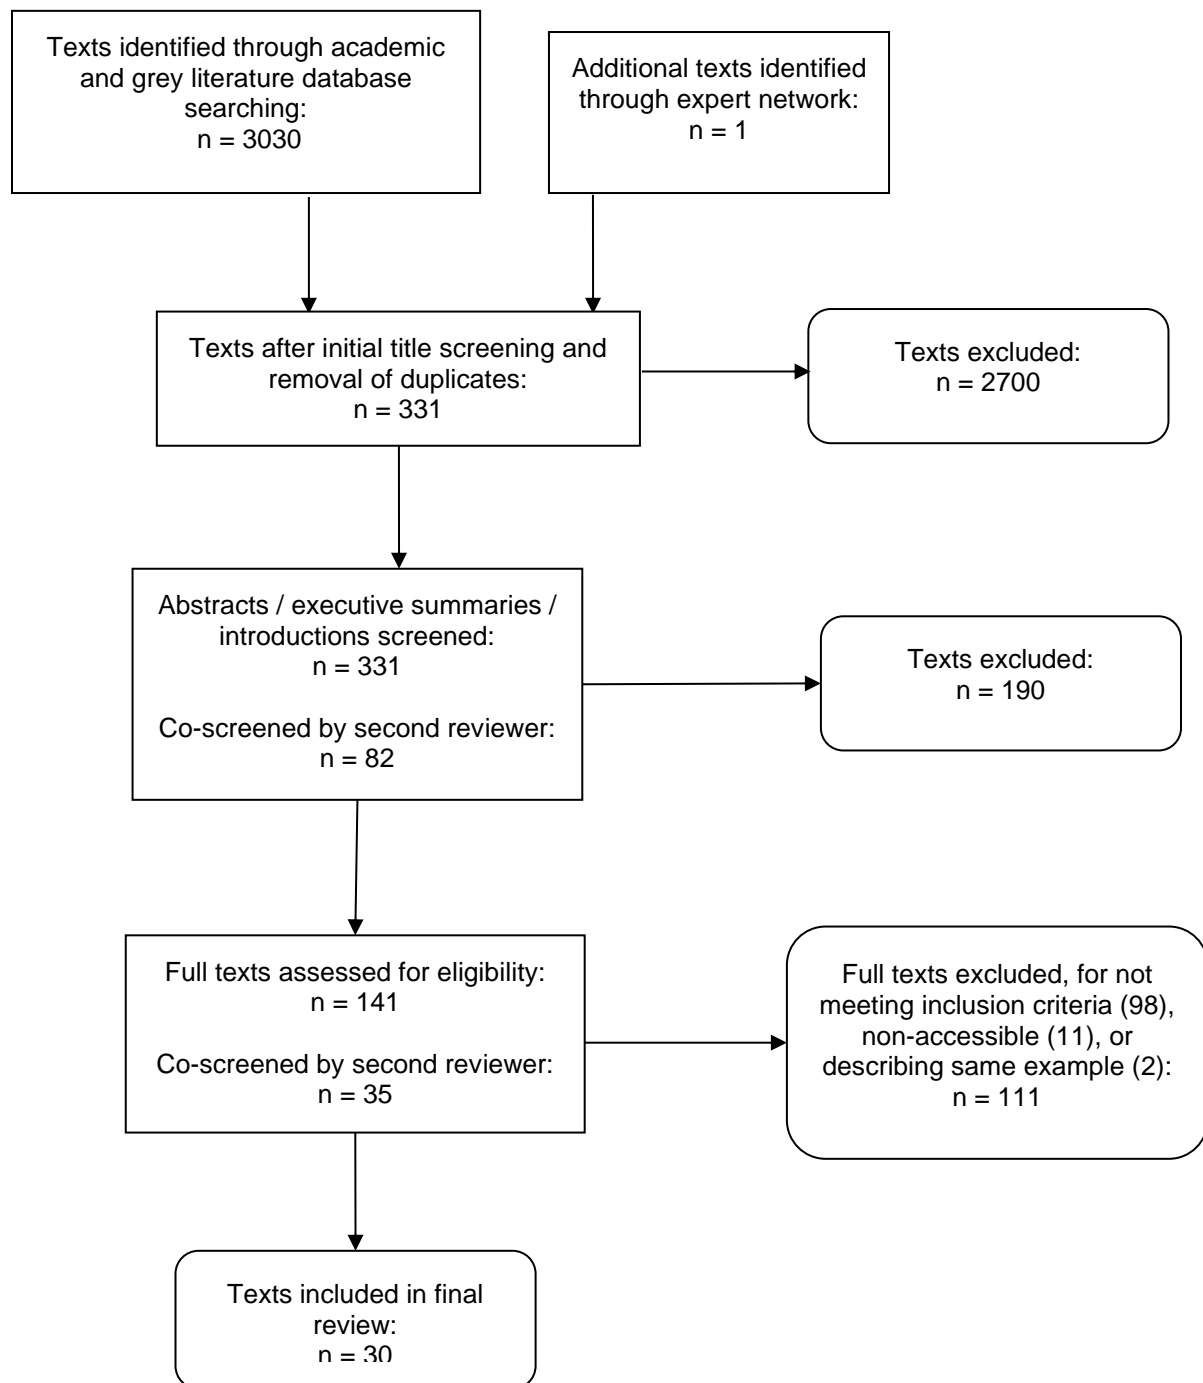 Texts identified through academic
and grey literature database
searching:
n = 3030
Additional texts identified
through expert network:
n = 1
Texts after initial title screening and
removal of duplicates:
n = 331
Texts excluded:
n = 2700
Abstracts / executive summaries /
introductions screened:
n = 331
Co-screened by second reviewer:
n = 82
Texts excluded:
n = 190
Full texts assessed for eligibility:
n = 141
Co-screened by second reviewer:
n = 35
Full texts excluded, for not
meeting inclusion criteria (98),
non-accessible (11), or
describing same example (2):
n = 111
Texts included in final
review:
n = 30